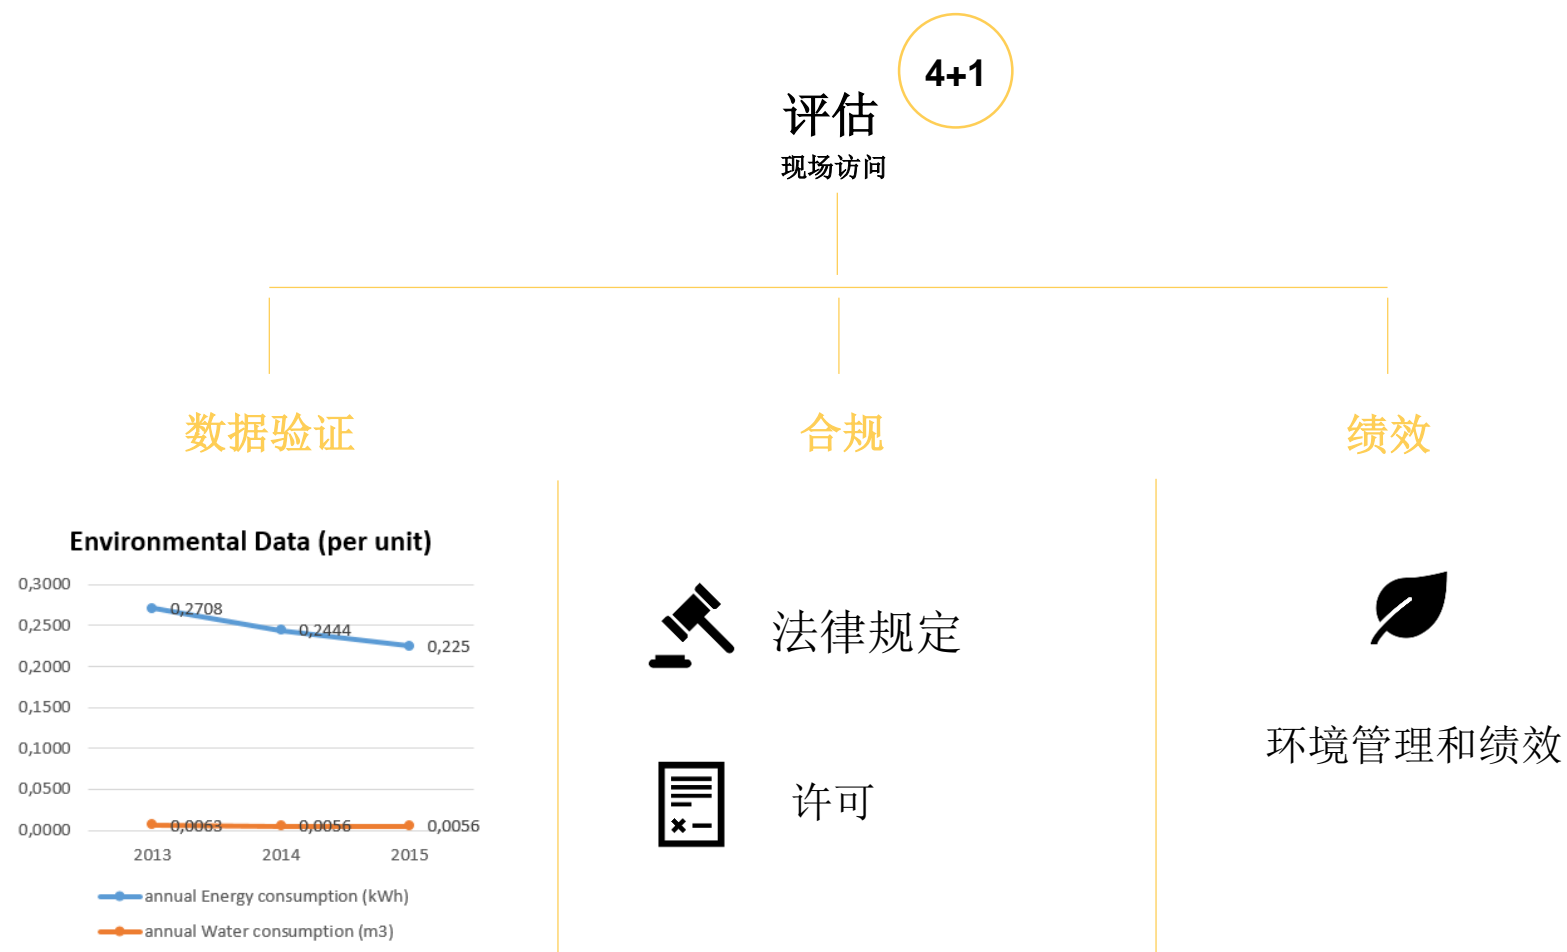 4+1
评估
现场访问
数据验证
合规
绩效
Environmental Data (per unit)
0,3000
0,2500
0,2000
0,1500
0,1000
0,0500
0,0000
0,2708
0,2444
0,225
0,0063
0,0056
0,0056
2013
2014
2015
annual Energy consumption (kWh)
annual Water consumption (m3)
法律规定
许可
环境管理和绩效